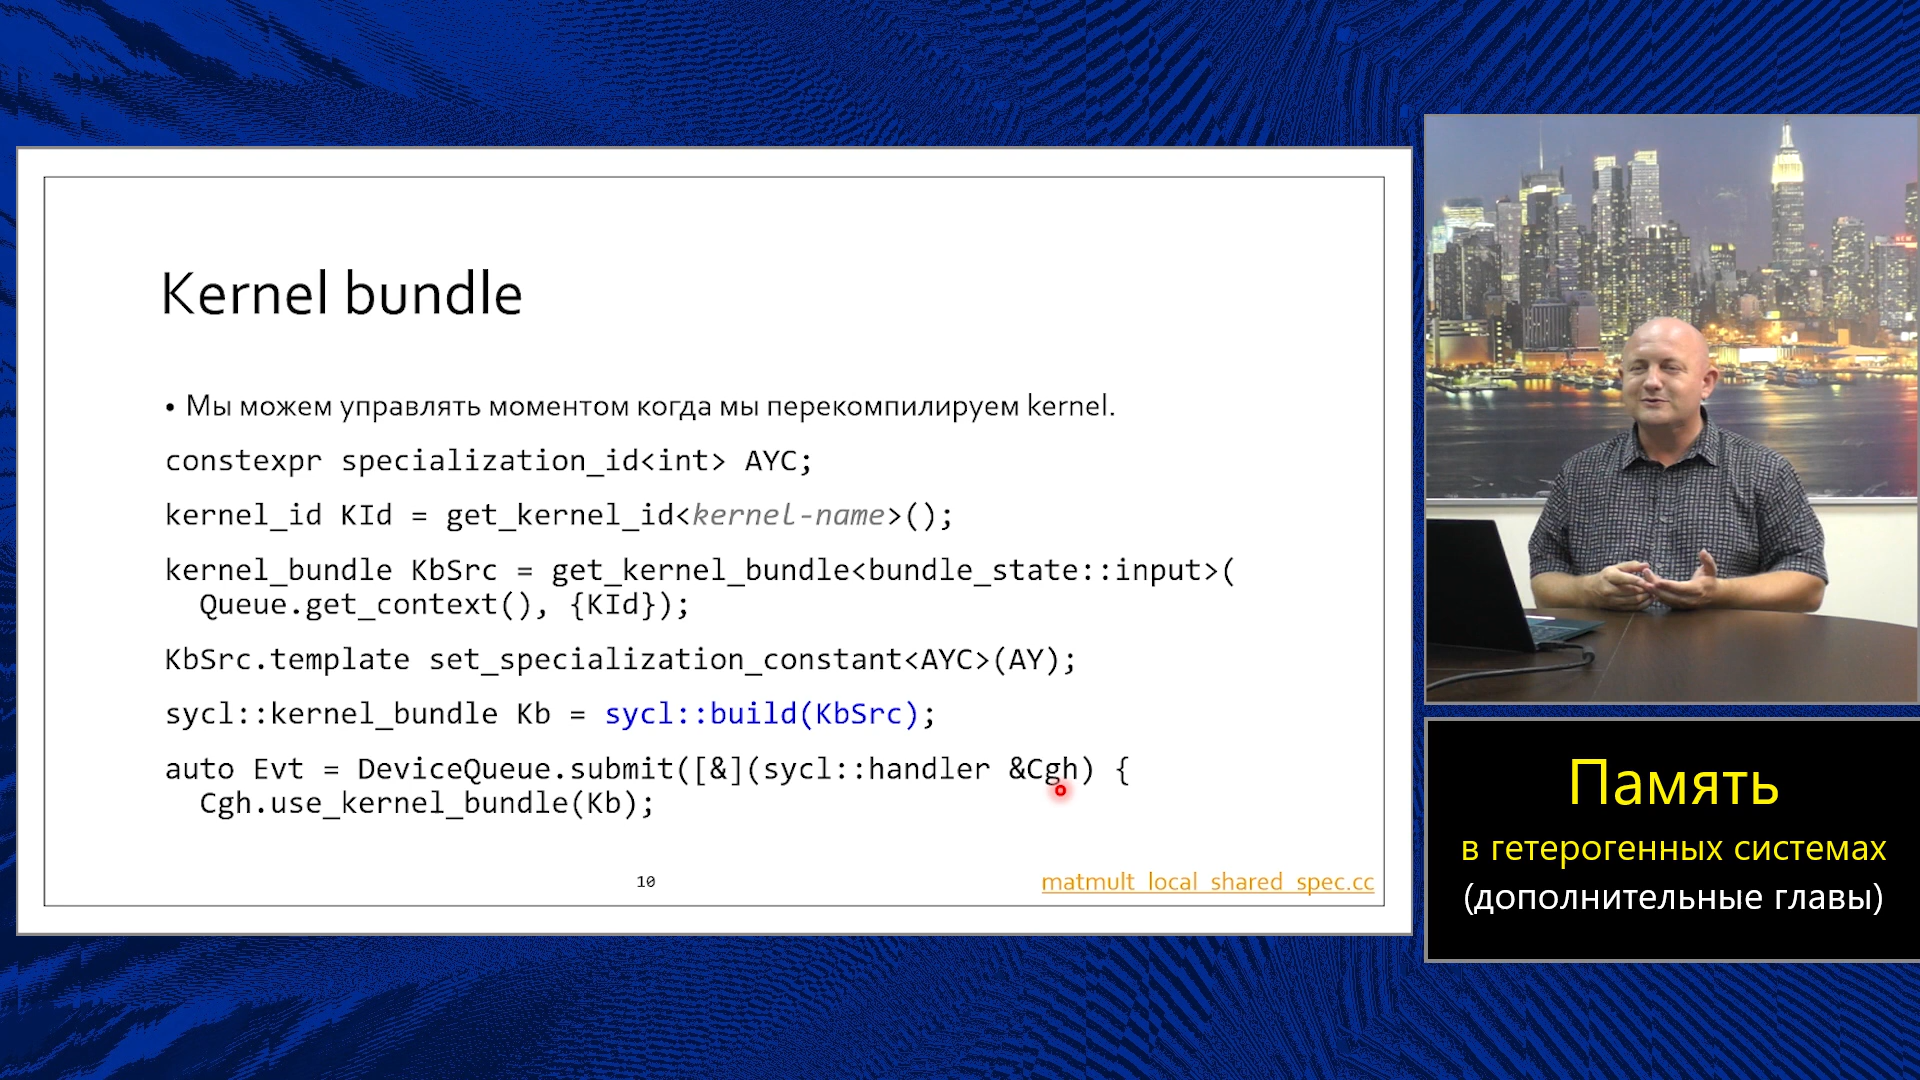 Kernel bundle
• Мы можем управлять моментом когда мы перекомпилируем kernel.
constexpr specialization_id<int> AYC;
kernel_id KId = get_kernel_id<kernel-name>();
kernel_bundle KbSrc = get_kernel_bundle<bundle_state::input>(
Queue.get_context(), {KId});
KbSrc.template set_specialization_constant<AYC>(AY);
sycl::kernel_bundle Kb = sycl::build(KbSrc);
auto Evt = DeviceQueue.submit([&](sycl::handler &Cgh) {
Cgh.use_kernel_bundle(Kb);
10
matmult_local_shared_spec.cc
Память
в гетерогенных системах
(дополнительные главы)